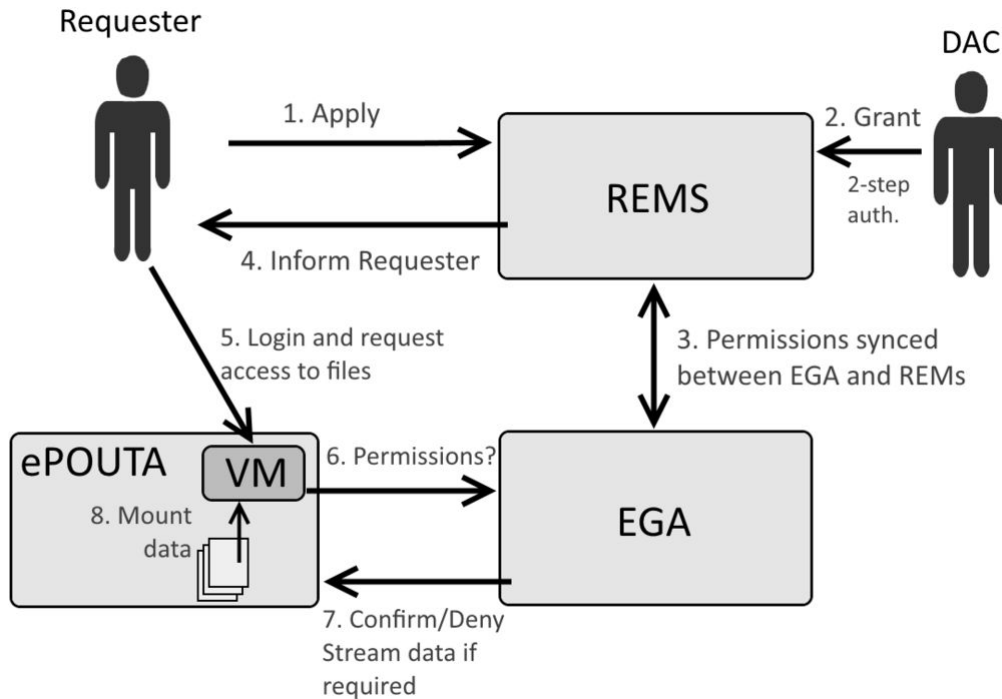 Requester
DAC
1. Apply
2. Grant
REMS
2-step
auth.
4. Inform Requester
5. Login and request
access to files
3. Permissions synced
between EGA and REMs
ePOUTA
VM
6. Permissions?
8. Mount
data
EGA
7. Confirm/Deny
Stream data if
required